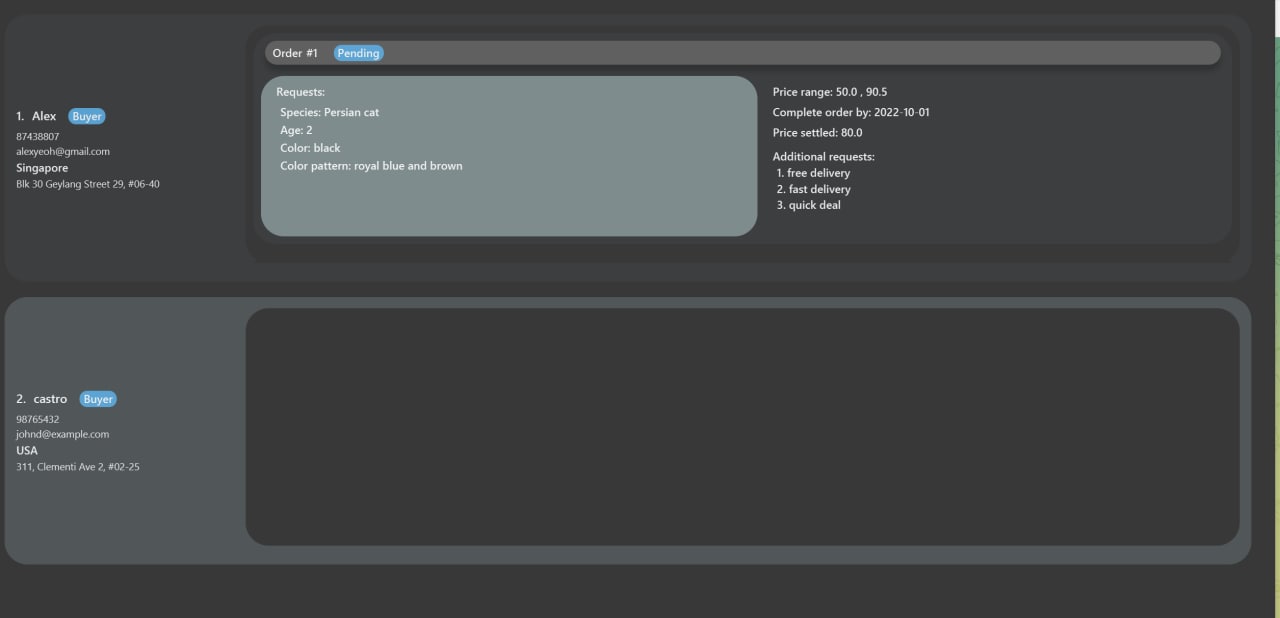 1. Alex Buyer
87438807
alexyeoh@gmail.com
Singapore
Blk 30 Geylang Street 29, #06-40
Order #1 Pending
Requests:
Species: Persian cat
Age: 2
Color: black
Color pattern: royal blue and brown
Price range: 50.0 , 90.5
Complete order by: 2022-10-01
Price settled: 80.0
Additional requests:
1. free delivery
2. fast delivery
3. quick deal
2. castro Buyer
98765432
johnd@example.com
USA
311, Clementi Ave 2, #02-25